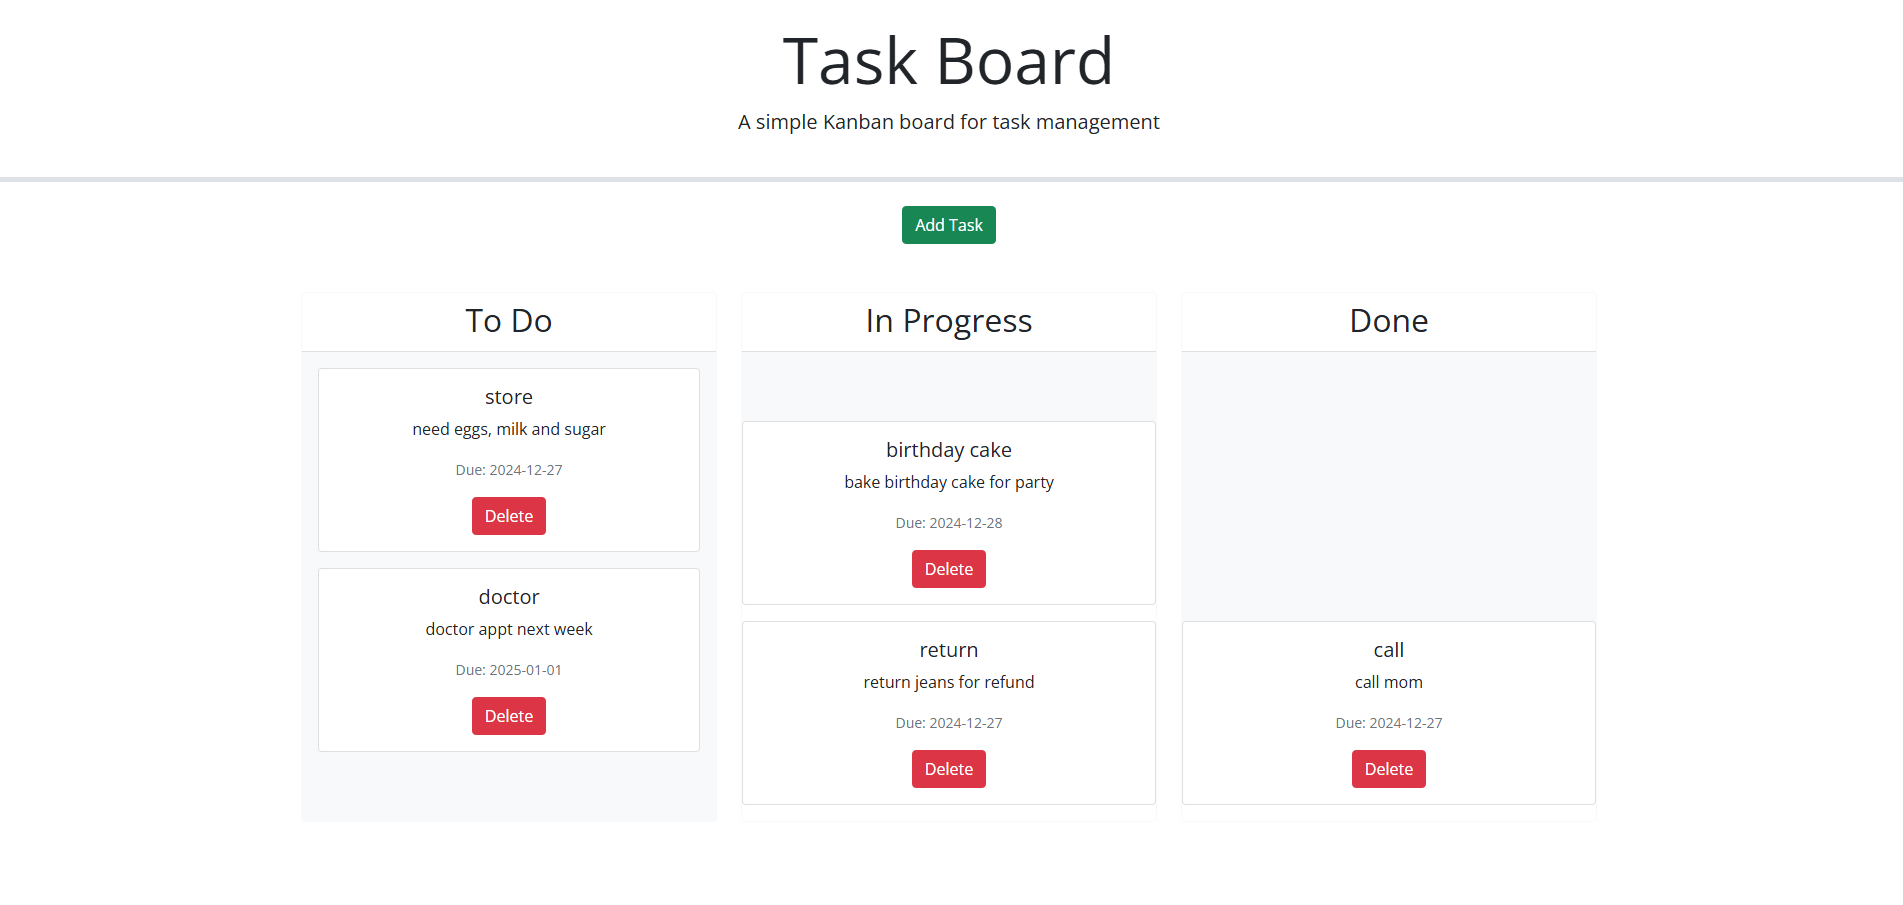 Task Board
A simple Kanban board for task management
Add Task
To Do
store
need eggs, milk and sugar
Due: 2024-12-27
Delete
doctor
doctor appt next week
Due: 2025-01-01
Delete
In Progress
birthday cake
bake birthday cake for party
Due: 2024-12-28
Delete
return
return jeans for refund
Due: 2024-12-27
Delete
Done
call
call mom
Due: 2024-12-27
Delete